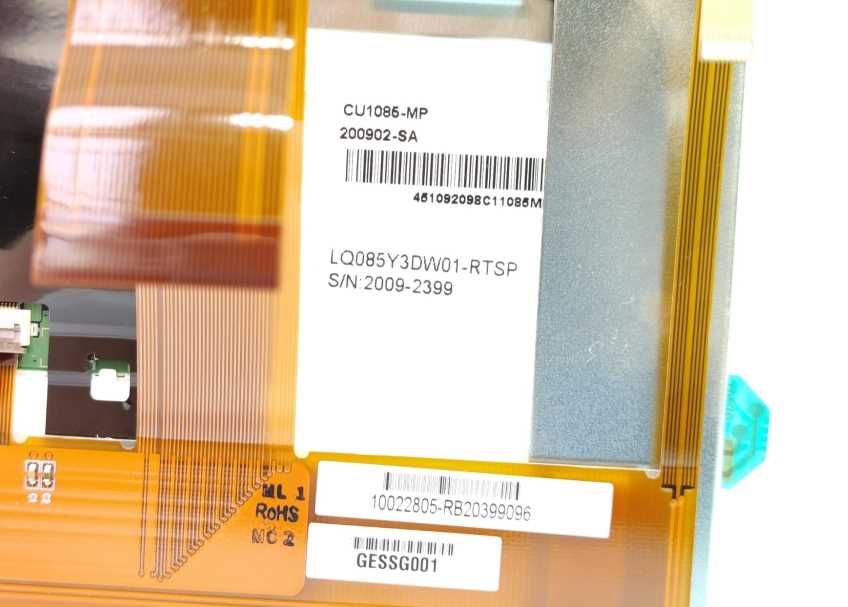 CU1085-MP
200902-SA
451092098C11085M
LQ085Y3DW01-RTSP
S/N:2009-2399
ML 1
RoHS
MC 2
10022805-RB20399096
GESSG001